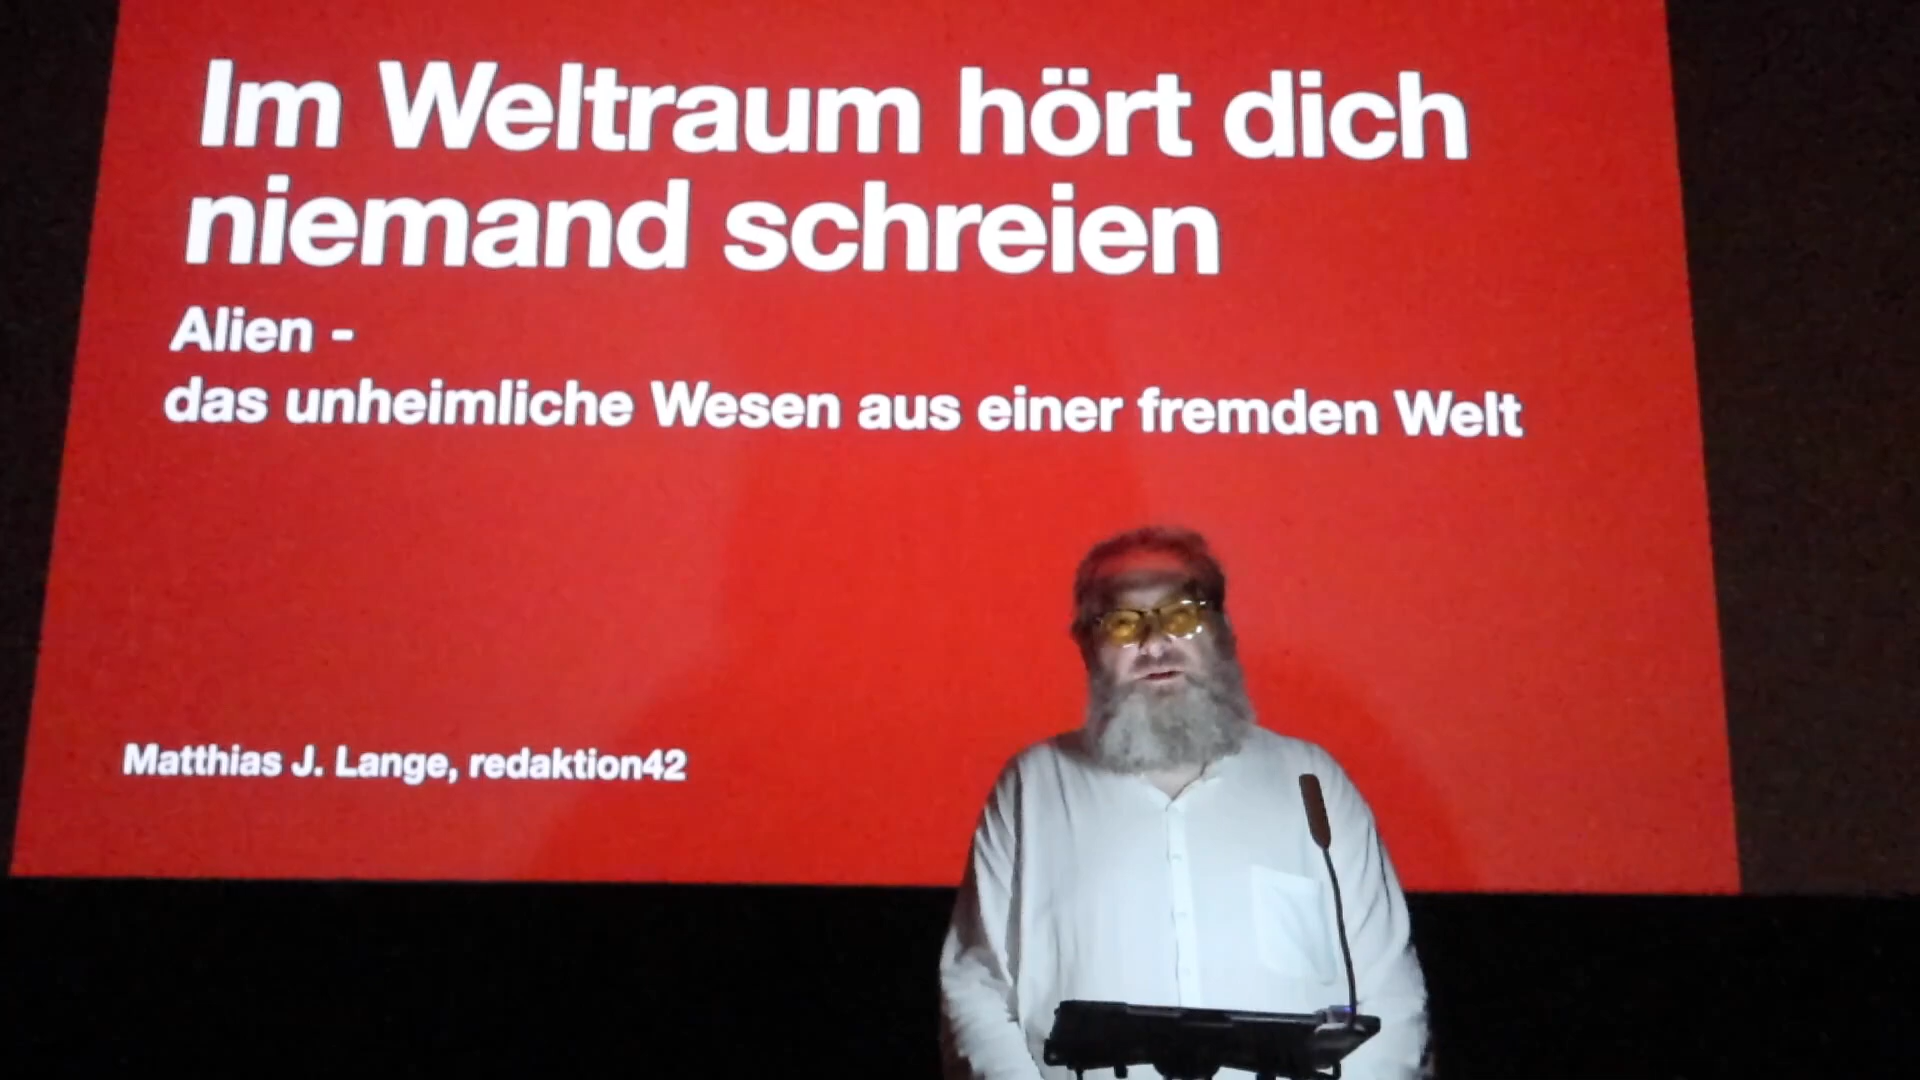 Im Weltraum hört dich
niemand schreien
Alien -
das unheimliche Wesen aus einer fremden Welt
Matthias J. Lange, redaktion42